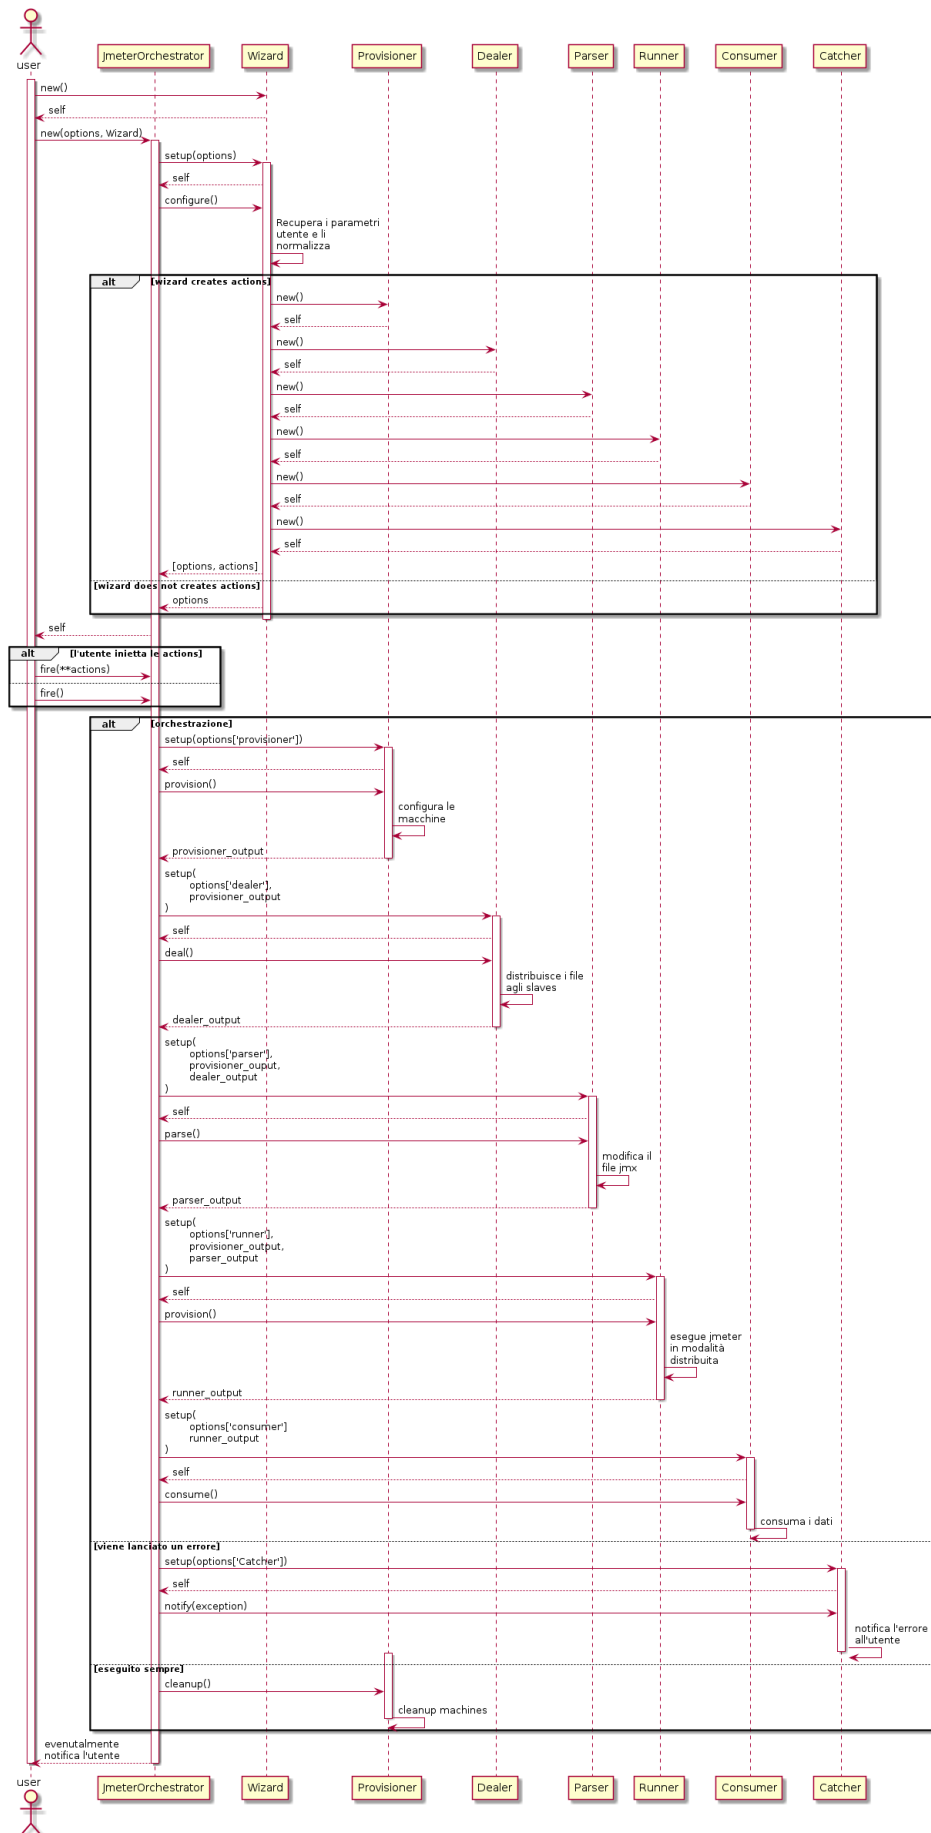 user
JmeterOrchestrator
Wizard
Provisioner
Dealer
Parser
Runner
Consumer
Catcher
new()
self
new(options, Wizard)
setup(options)
self
configure()
Recupera i parametri
utente e li
normalizza
alt
[wizard creates actions]
new()
self
new()
self
new()
self
new()
self
new()
self
new()
self
[options, actions]
[wizard does not creates actions]
options
self
alt
[l'utente inietta le actions]
fire(**actions)
fire()
alt
[orchestrazione]
setup(options['provisioner'])
self
provision()
configura le
macchine
provisioner_output
setup(
options['dealer'],
provisioner_output
)
self
deal()
distribuisce i file
agli slaves
dealer_output
setup(
options['parser'],
provisioner_ouput,
dealer_output
)
self
parse()
modifica il
file jmx
parser_output
setup(
options['runner'],
provisioner_output,
parser_output
)
self
provision()
esegue jmeter
in modalità
distribuita
runner_output
setup(
options['consumer']
runner_output
)
self
consume()
consuma i dati
[viene lanciato un errore]
setup(options['Catcher'])
self
notify(exception)
notifica l'errore
all'utente
[eseguito sempre]
cleanup()
cleanup machines
evenutalmente
notifica l'utente
user
JmeterOrchestrator
Wizard
Provisioner
Dealer
Parser
Runner
Consumer
Catcher